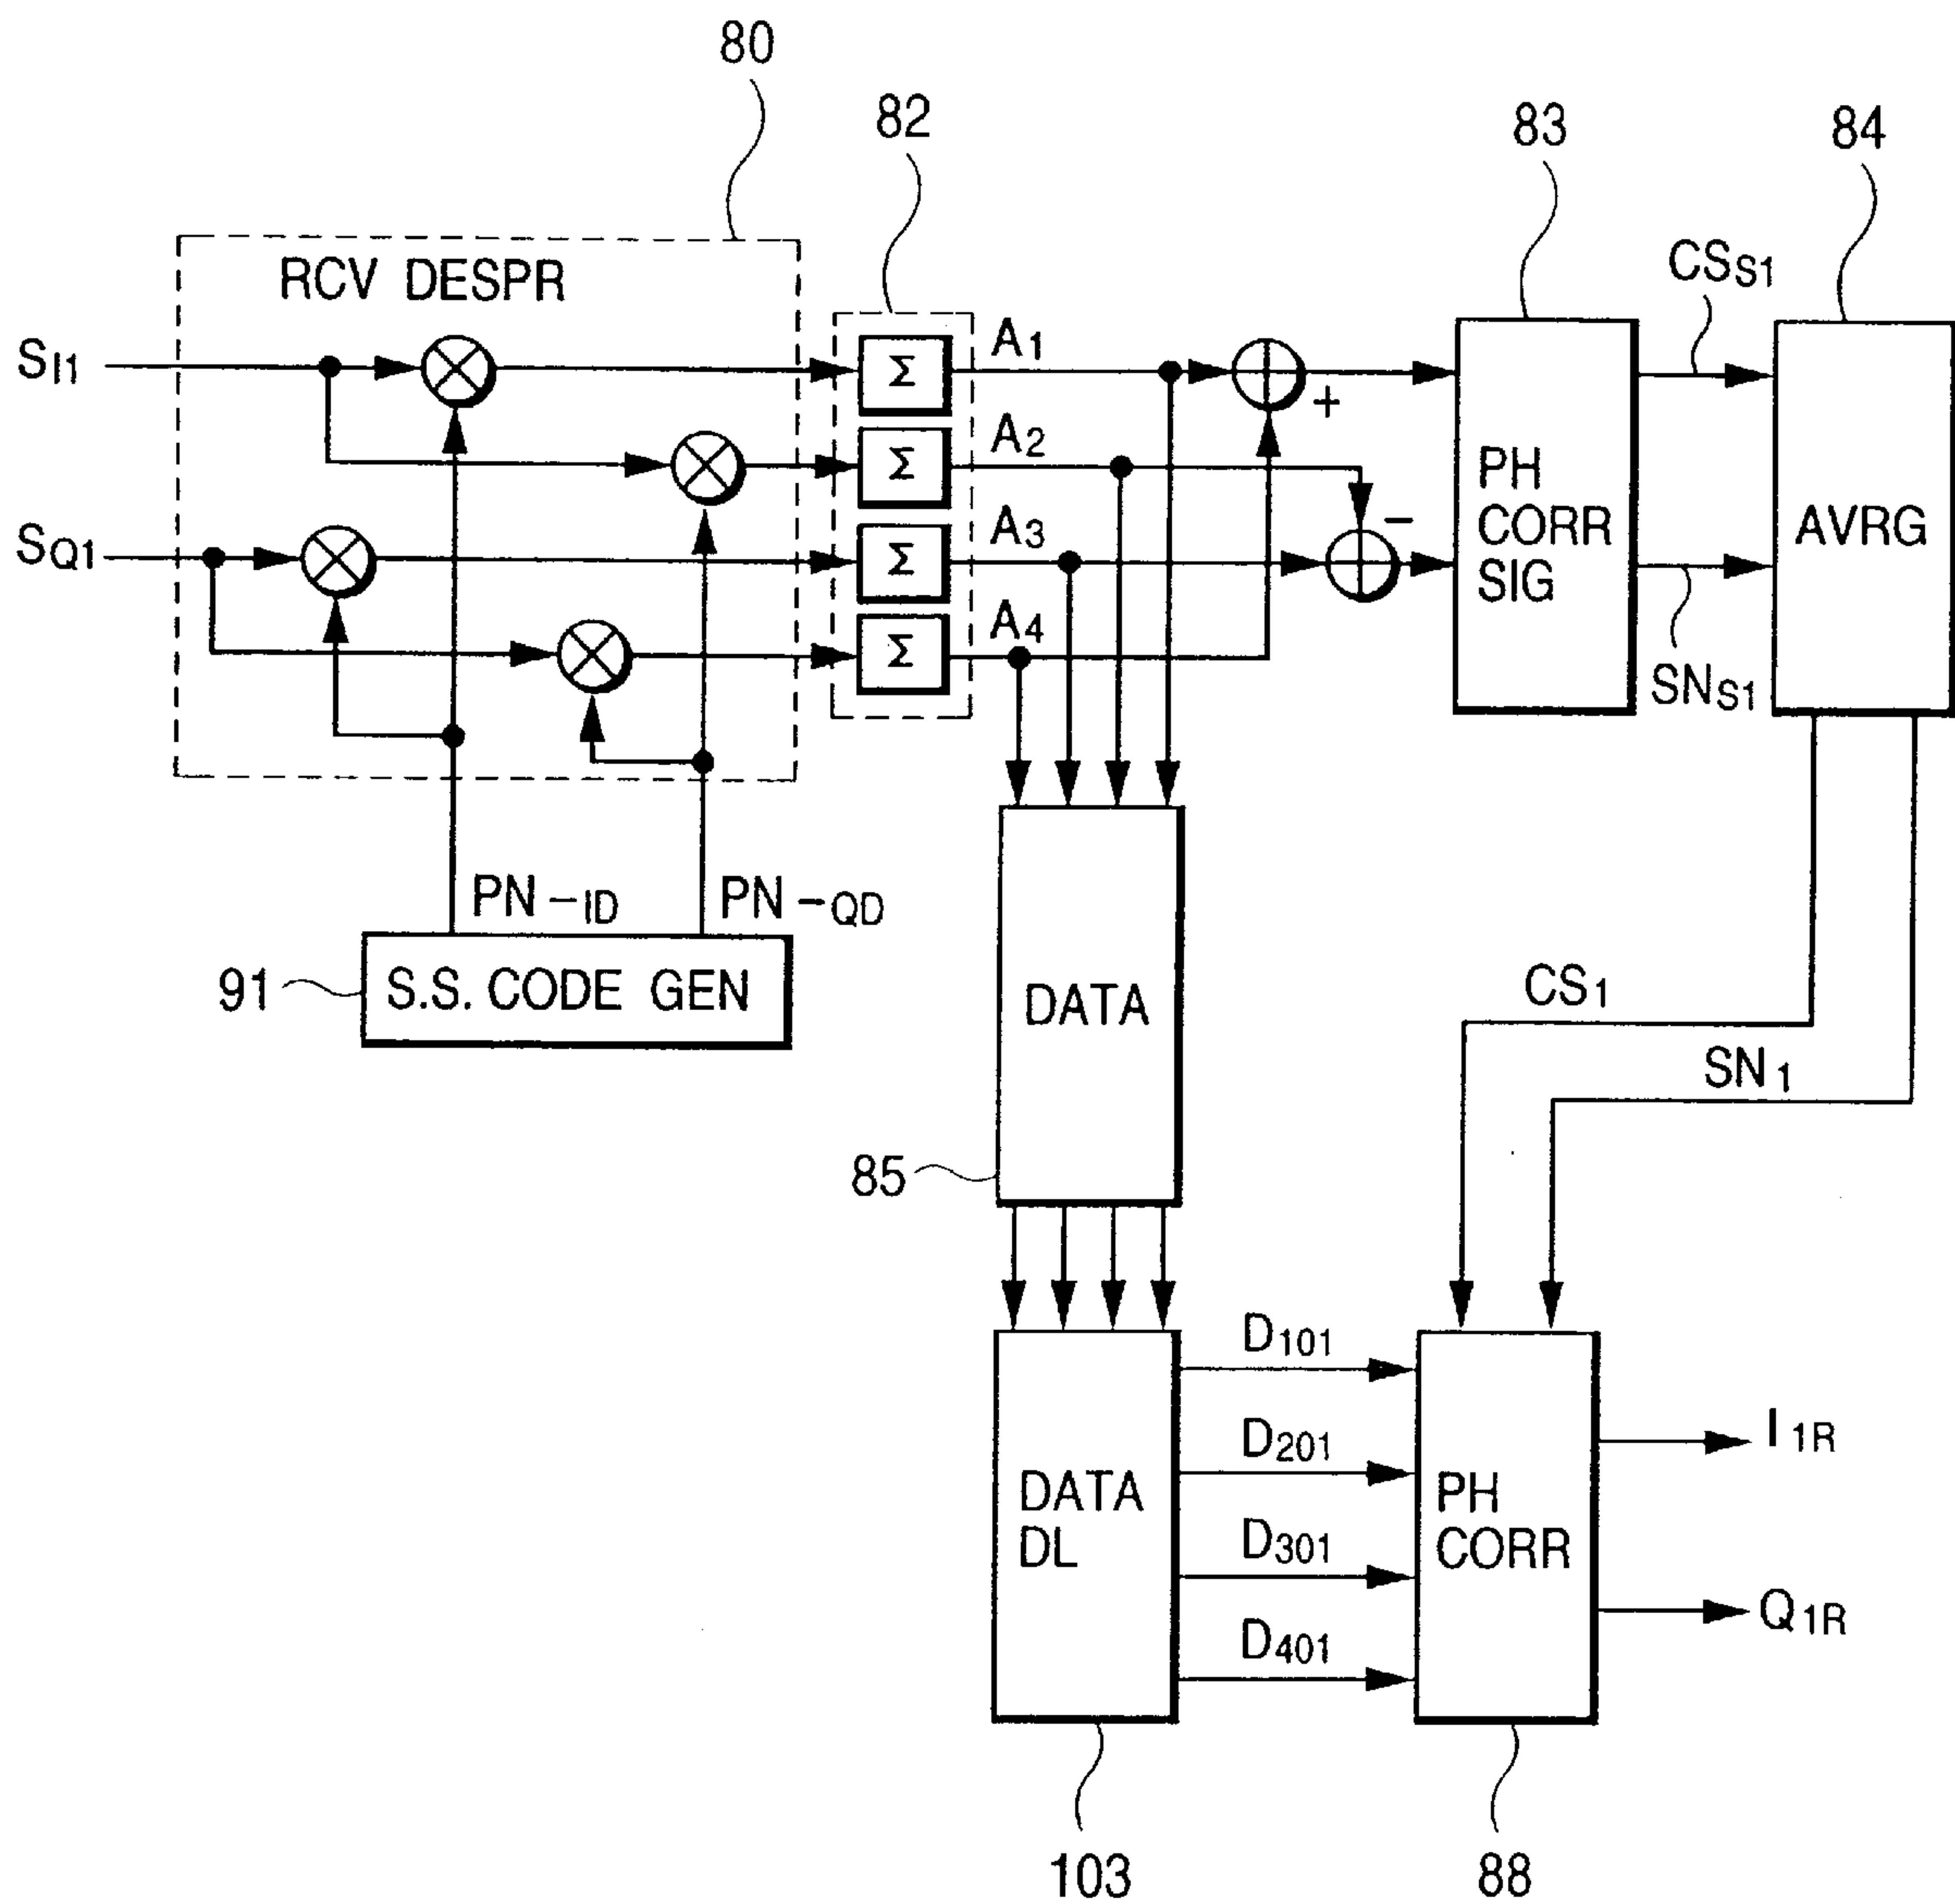 80
82
83
84
RCV DESPR
CSS1
SI1
A1
Σ
+
A2
Σ
PH
CORR
SIG
AVRG
SQ1
A3
Σ
-
A4
Σ
SNS1
PN-ID
PN-QD
91
S.S. CODE GEN
DATA
CS1
SN1
85
D101
D201
D301
D401
DATA
DL
PH
CORR
I1R
Q1R
103
88